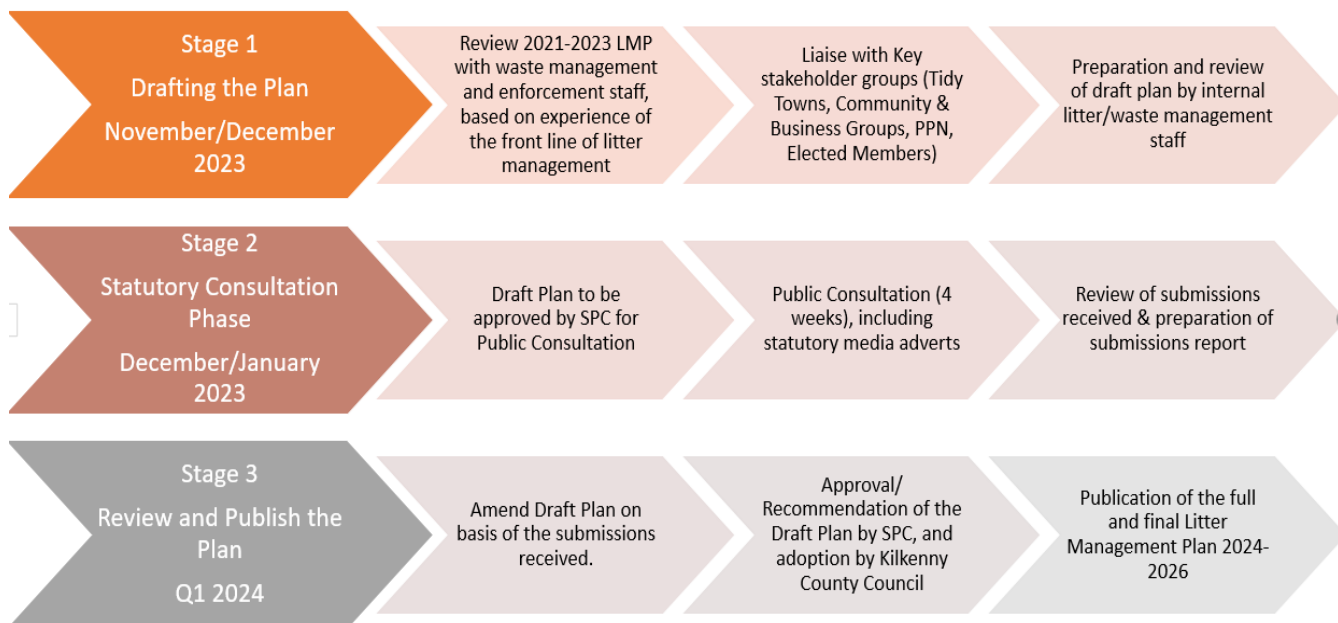 Stage 1
Drafting the Plan
November/December
2023
Review 2021-2023 LMP
with waste management
and enforcement staff,
based on experience of
the front line of litter
management
Liaise with Key
stakeholder groups (Tidy
Towns, Community &
Business Groups, PPN,
Elected Members)
Preparation and review
of draft plan by internal
litter/waste management
staff
Stage 2
Statutory Consultation
Phase
December/January
2023
Draft Plan to be
approved by SPC for
Public Consultation
Public Consultation (4
weeks), including
statutory media adverts
Review of submissions
received & preparation of
submissions report
Stage 3
Review and Publish the
Plan
Q1 2024
Amend Draft Plan on
basis of the submissions
received.
Approval/
Recommendation of the
Draft Plan by SPC, and
adoption by Kilkenny
County Council
Publication of the full
and final Litter
Management Plan 2024-
2026